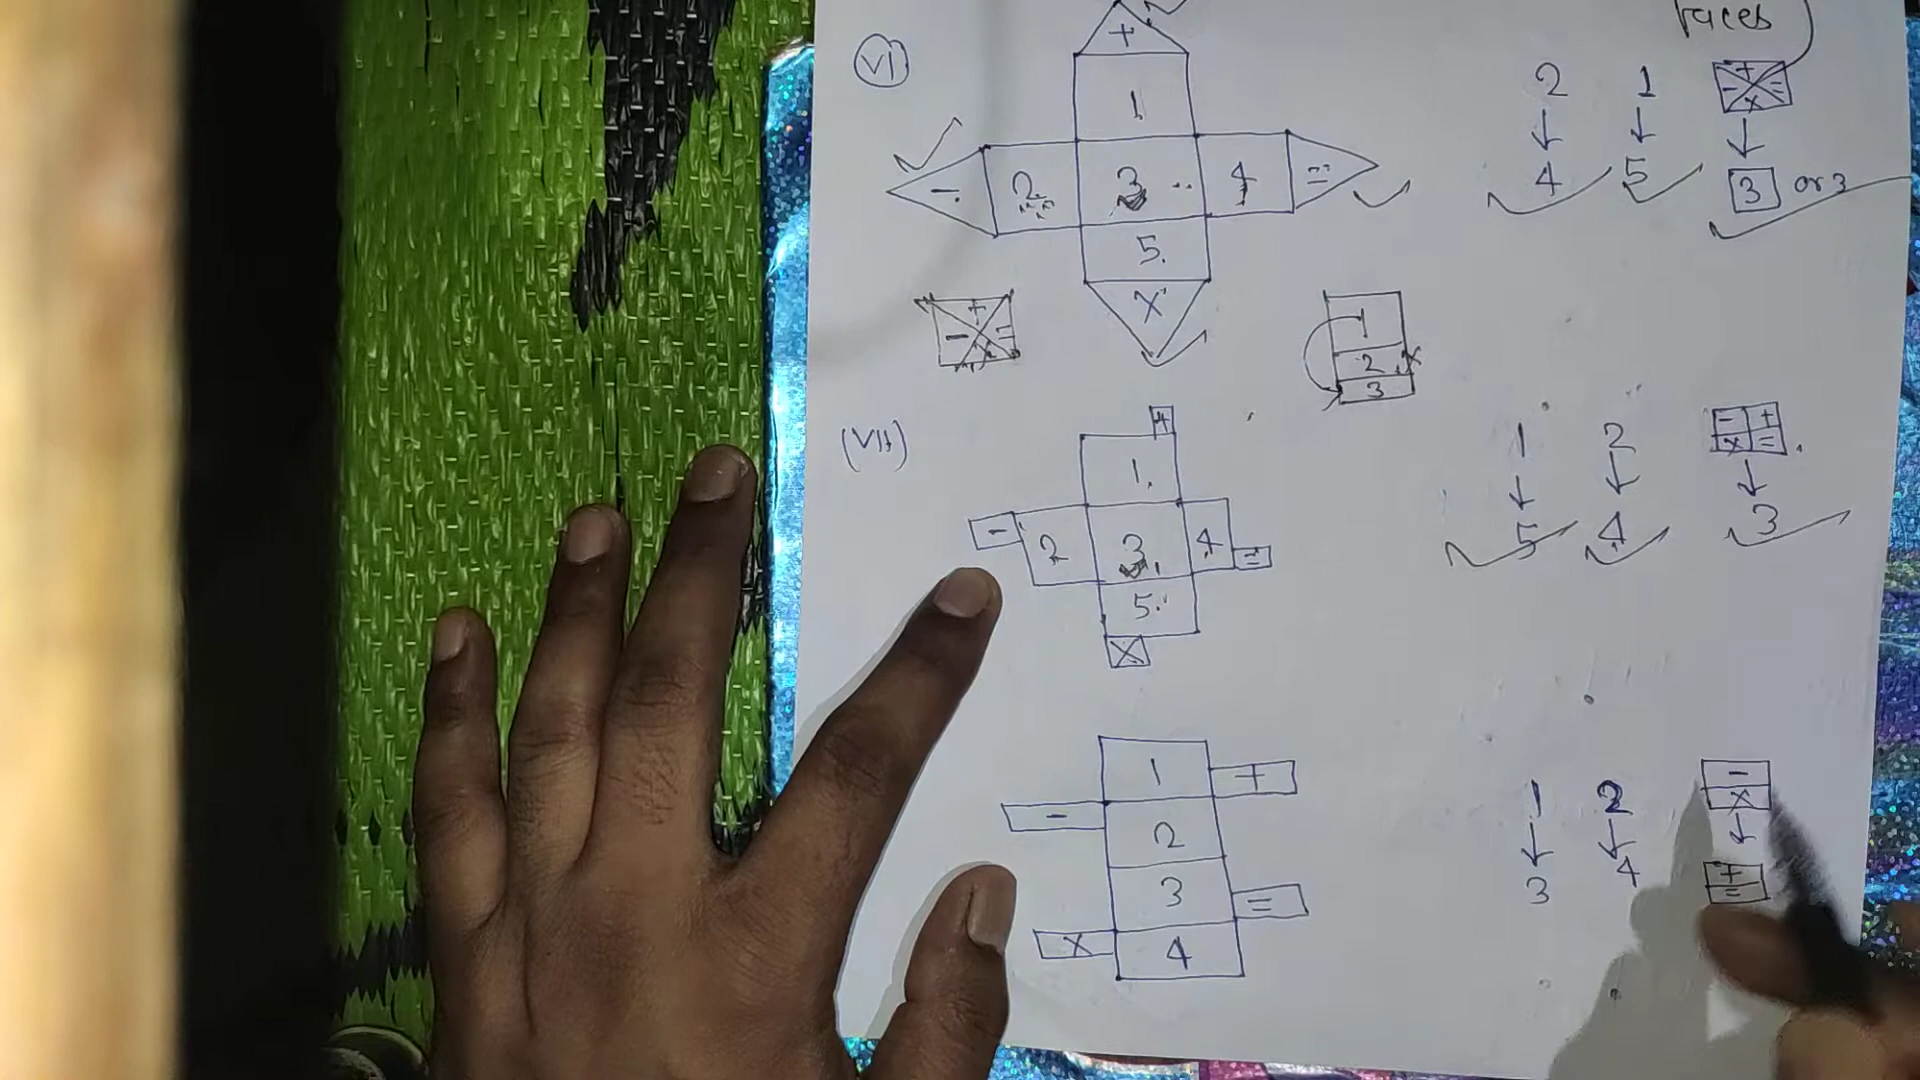 faces
(VI)
+
1
- 2 3 4 =
5.
X
2 1 + - = x
↓ ↓ ↓
4 5 3 or 3
+ - = x
1
2 x
3
(VII)
+
1.
- 2 3 4 =
5.
X
1 2 - + x =
↓ ↓ ↓
5 4 3
1 +
- 2
3 =
X 4
1 2 - x
↓ ↓ ↓
3 4 + =